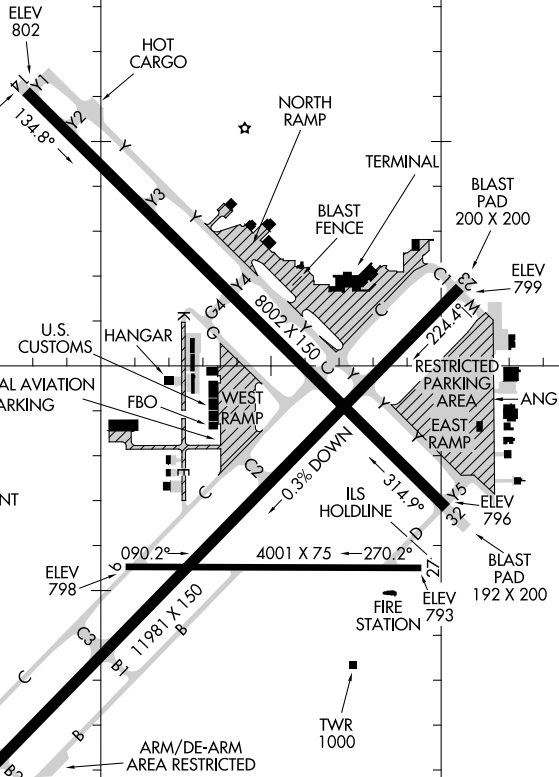 ELEV
802
HOT
CARGO
14
Y1
134.8°
Y2
Y
NORTH
RAMP
TERMINAL
Y3
Y
BLAST
FENCE
BLAST
PAD
200 X 200
C1
23
ELEV
799
W
Y4
G4
8002 X 150
Y
C
224.4°
K
G
U.S.
CUSTOMS
HANGAR
C
Y
RESTRICTED
PARKING
AREA
AL AVIATION
ARKING
FBO
WEST
RAMP
ANG
Y
Y
EAST
RAMP
0.3% DOWN
C2
E
C
314.9°
ILS
HOLDLINE
Y5
32
ELEV
796
NT
D
090.2°
4001 X 75
270.2°
9
27
ELEV
798
BLAST
PAD
192 X 200
ELEV
793
FIRE
STATION
11981 X 150
B
C3
B1
C
TWR
1000
B
ARM/DE-ARM
AREA RESTRICTED
B2